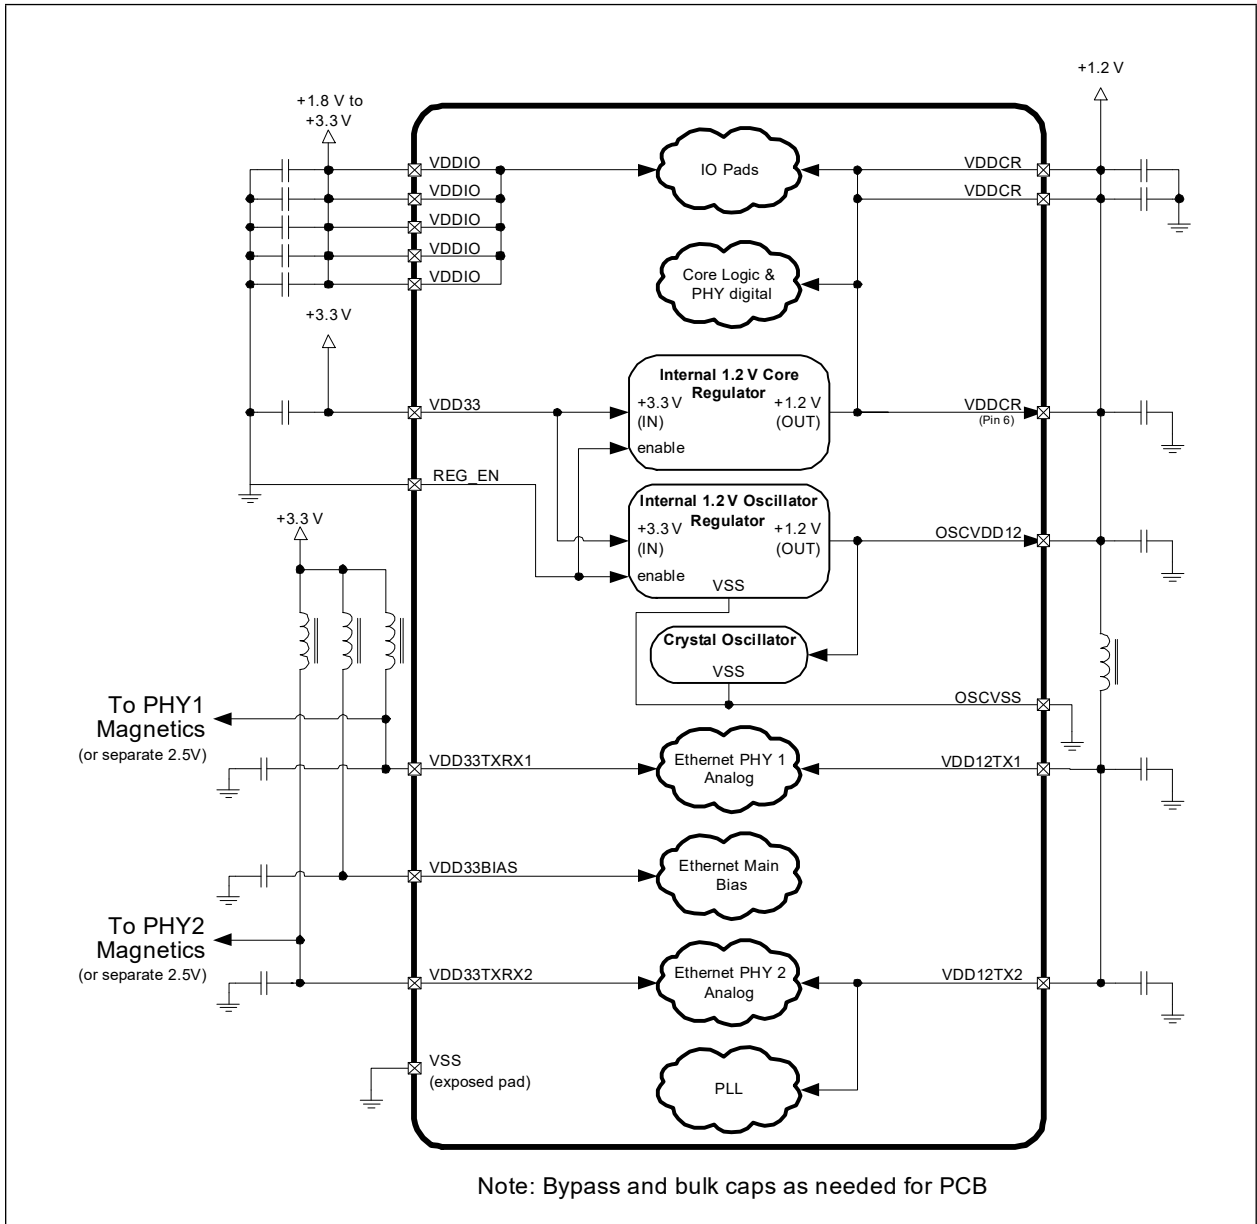 +1.2 V
+1.8 V to
+3.3 V
VDDIO
IO Pads
VDDCR
VDDIO
VDDCR
VDDIO
VDDIO
VDDIO
Core Logic &
PHY digital
+3.3 V
Internal 1.2 V Core
Regulator
+3.3 V
(IN)
+1.2 V
(OUT)
enable
VDD33
VDDCR
(Pin 6)
REG_EN
Internal 1.2 V Oscillator
Regulator
+3.3 V
(IN)
+1.2 V
(OUT)
enable
VSS
OSCVDD12
+3.3 V
Crystal Oscillator
VSS
OSCVSS
To PHY1
Magnetics
(or separate 2.5V)
VDD33TXRX1
Ethernet PHY 1
Analog
VDD12TX1
VDD33BIAS
Ethernet Main
Bias
To PHY2
Magnetics
(or separate 2.5V)
VDD33TXRX2
Ethernet PHY 2
Analog
VDD12TX2
VSS
(exposed pad)
PLL
Note: Bypass and bulk caps as needed for PCB